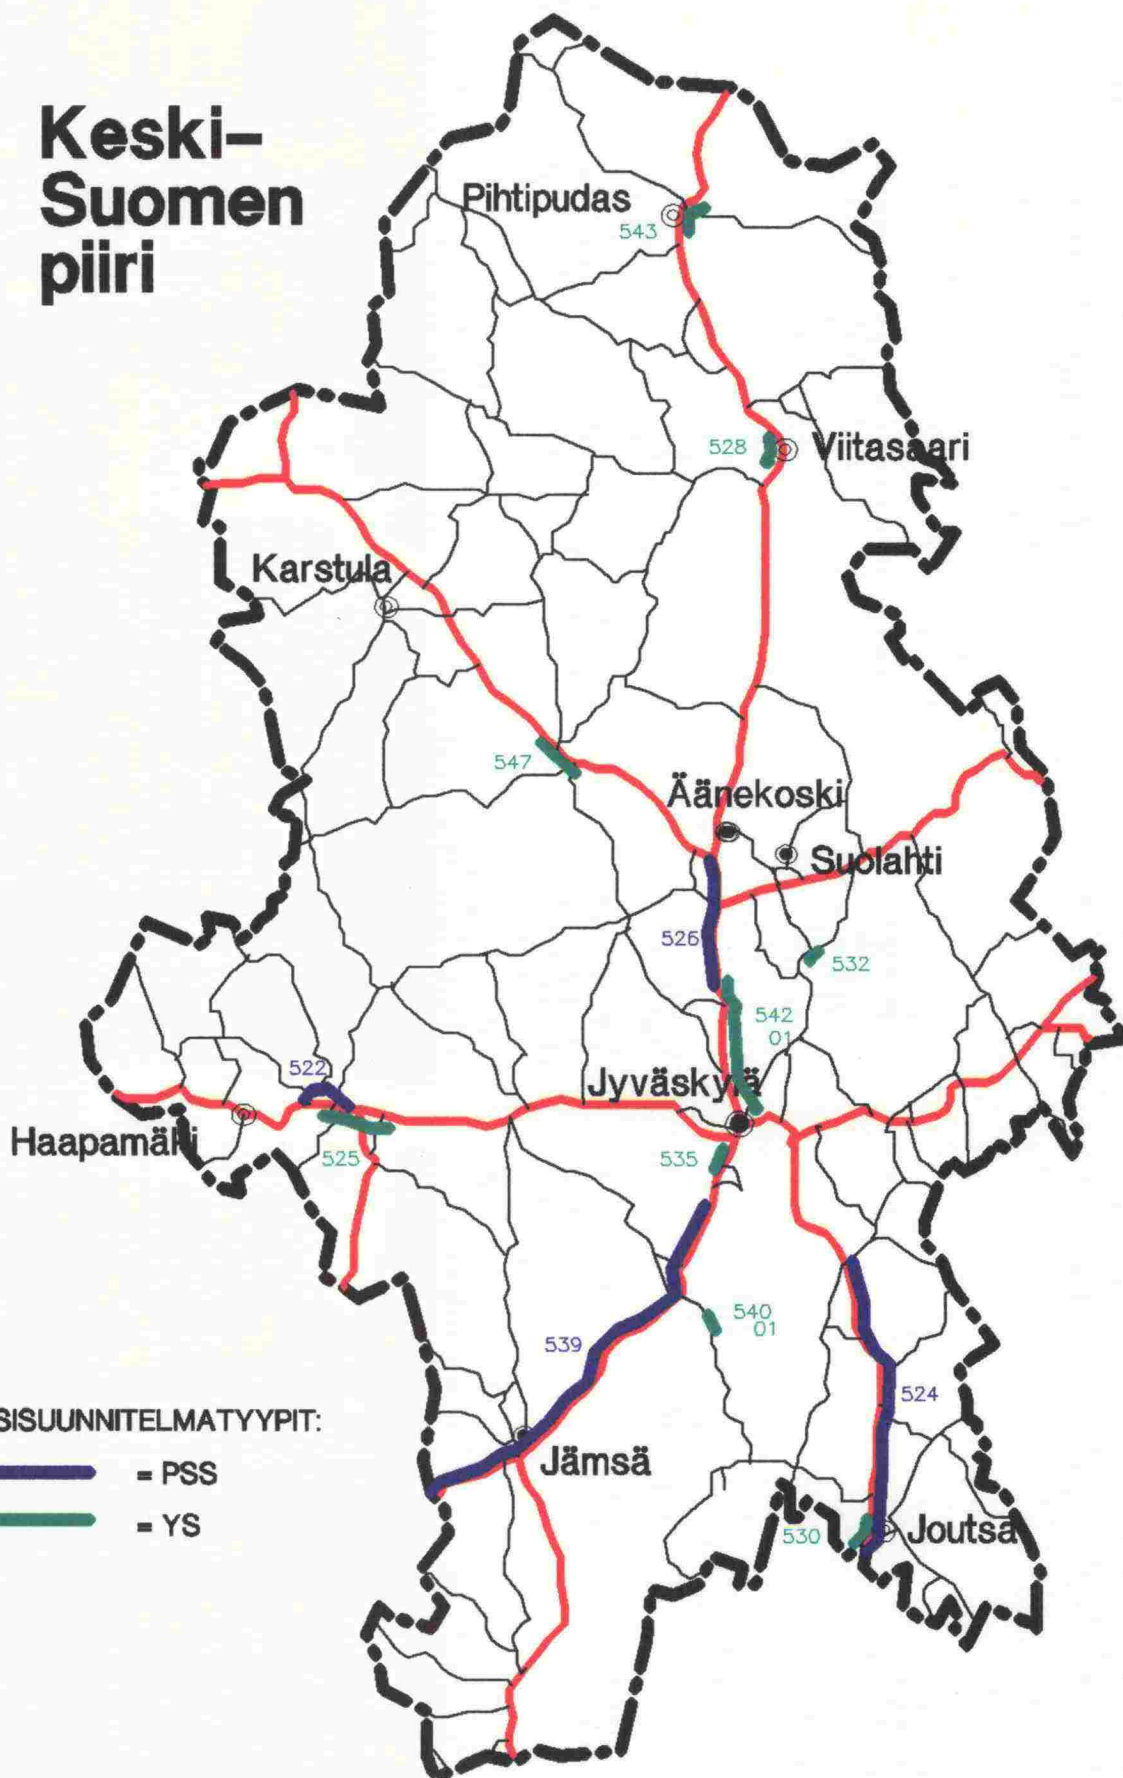 Keski-
Suomen
piiri
Pihtipudas
543
528
Viitasaari
Karstula
547
Äänekoski
Suolahti
526
532
542
01
522
Jyväskylä
Haapamäki
525
535
540
01
539
524
SISUUNNITELMATYYPIT:
= PSS
Jämsä
= YS
530
Joutsa